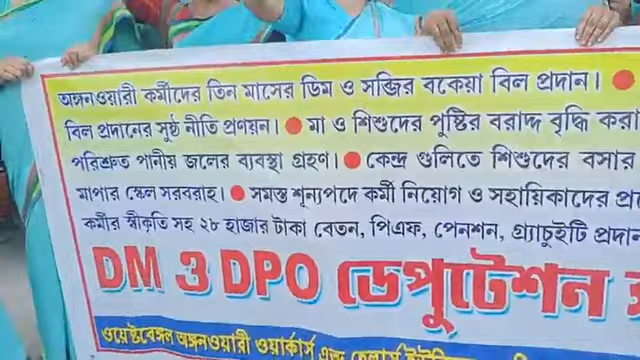 অঙ্গনওয়ারী কর্মীদের তিন মাসের ডিম ও সব্জির বকেয়া বিল প্রদান। ●
বিল প্রদানের সুষ্ঠ নীতি প্রণয়ন। ● মা ও শিশুদের পুষ্টির বরাদ্দ বৃদ্ধি করা
পরিশ্রুত পানীয় জলের ব্যবস্থা গ্রহণ। ● কেন্দ্র গুলিতে শিশুদের বসার
মাপার স্কেল সরবরাহ। ● সমস্ত শূন্যপদে কর্মী নিয়োগ ও সহায়িকাদের
কর্মীর স্বীকৃতি সহ ২৮ হাজার টাকা বেতন, পিএফ, পেনশন, গ্র্যাচুইটি প্রদান
DM ও DPO ডেপুটেশন
ওয়েষ্টবেঙ্গল অঙ্গনওয়ারী ওয়ার্কার্স এন্ড হেল্পার্স